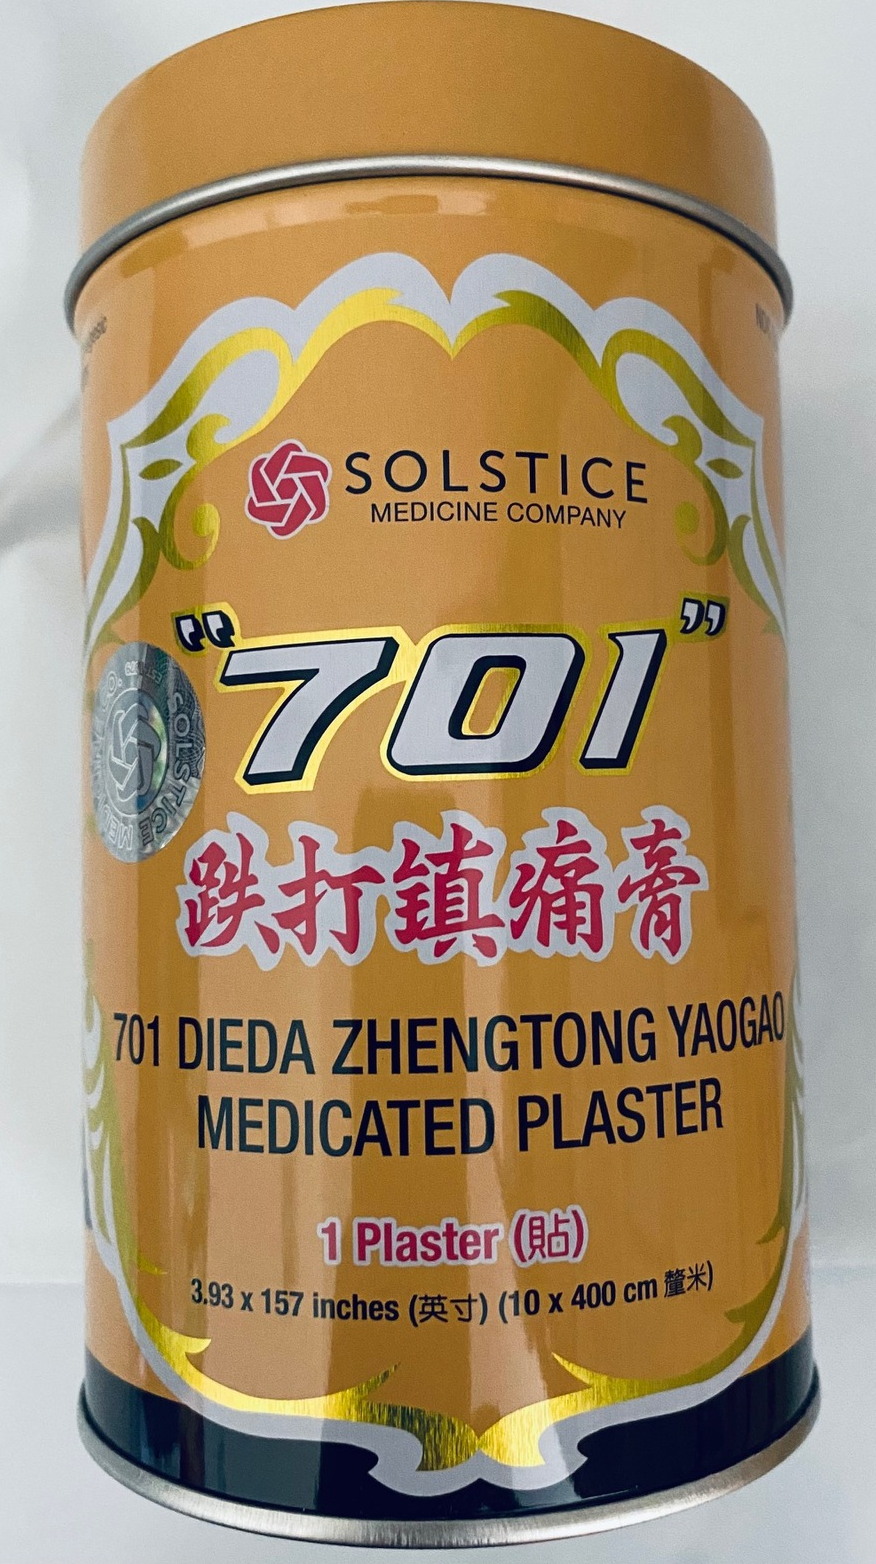 SOLSTICE
MEDICINE COMPANY
“701”
跌打鎮痛膏
701 DIEDA ZHENGTONG YAOGAO
MEDICATED PLASTER
1 Plaster (貼)
3.93 x 157 inches (英寸) (10 x 400 cm 釐米)
SOLSTICE